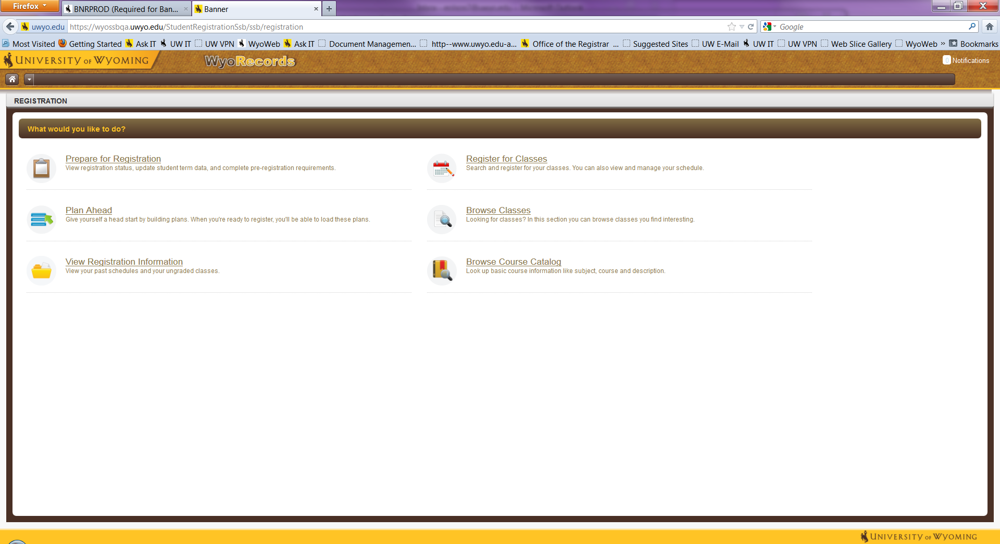 Firefox
BNRPROD (Required for Ban...
Banner
uwyo.edu
https://wyossbqa.uwyo.edu/StudentRegistrationSsb/ssb/registration
Google
Most Visited Getting Started Ask IT UW IT UW VPN WyoWeb Ask IT Document Managemen... http--www.uwyo.edu-a... Office of the Registrar ... Suggested Sites UW E-Mail UW IT UW VPN Web Slice Gallery WyoWeb » Bookmarks
UNIVERSITY OF WYOMING
WyoRecords
0 Notifications
REGISTRATION
What would you like to do?
Prepare for Registration
View registration status, update student term data, and complete pre-registration requirements.
Register for Classes
Search and register for your classes. You can also view and manage your schedule.
Plan Ahead
Give yourself a head start by building plans. When you're ready to register, you'll be able to load these plans.
Browse Classes
Looking for classes? In this section you can browse classes you find interesting.
View Registration Information
View your past schedules and your ungraded classes.
Browse Course Catalog
Look up basic course information like subject, course and description.
UNIVERSITY OF WYOMING